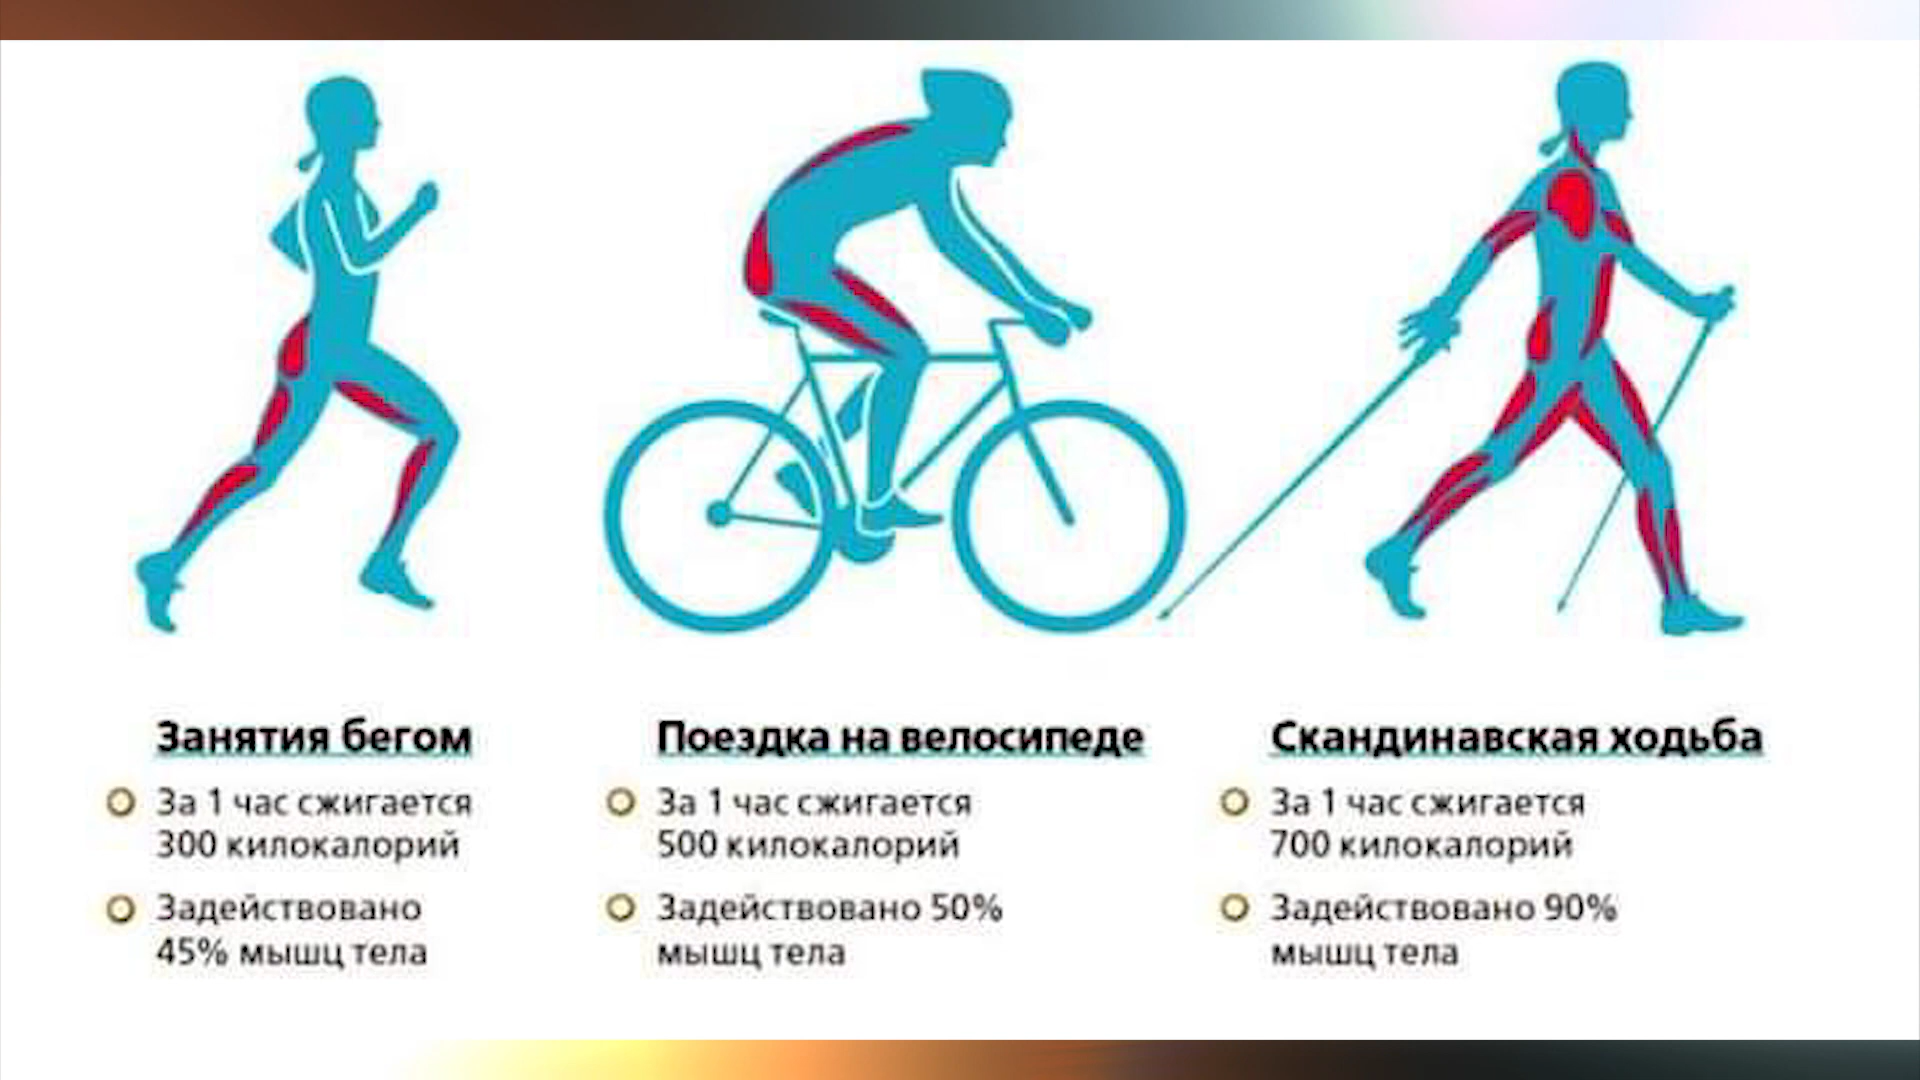 Занятия бегом
За 1 час сжигается
300 килокалорий
Задействовано
45% мышц тела
Поездка на велосипеде
За 1 час сжигается
500 килокалорий
Задействовано 50%
мышц тела
Скандинавская ходьба
За 1 час сжигается
700 килокалорий
Задействовано 90%
мышц тела